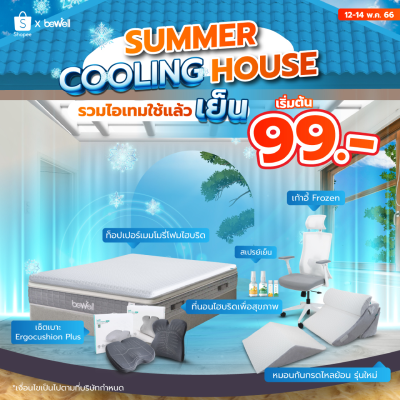 Shopee x bewell
12-14 พ.ค. 66
SUMMER
COOLING HOUSE
รวมไอเทมใช้แล้ว เย็น
เริ่มต้น
99.-
เก้าอี้ Frozen
ท็อปเปอร์เมมโมรี่โฟมไฮบริด
สเปรย์เย็น
bewell
ที่นอนไฮบริดเพื่อสุขภาพ
เซ็ตเบาะ
Ergocushion Plus
หมอนกันกรดไหลย้อน รุ่นใหม่
*เงื่อนไขเป็นไปตามที่บริษัทกำหนด